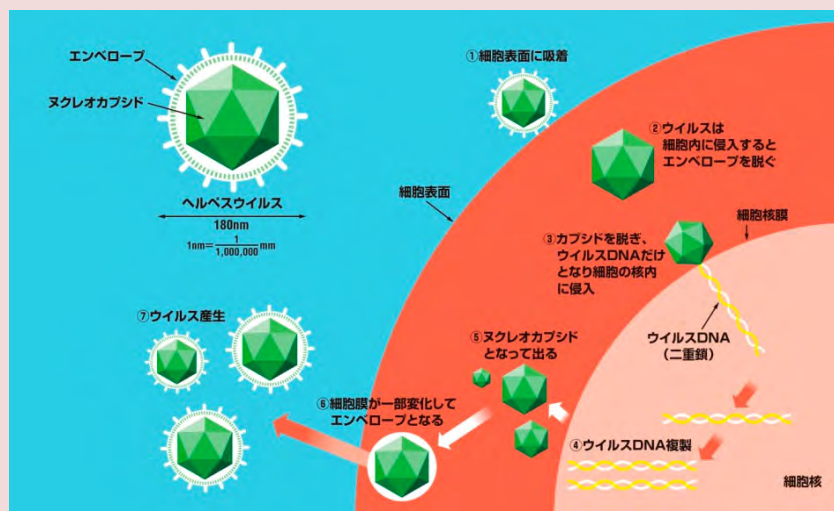 エンベロープ
ヌクレオカプシド
ヘルペスウイルス
180nm
1nm=1/1,000,000mm
①細胞表面に吸着
②ウイルスは
細胞内に侵入すると
エンベロープを脱ぐ
細胞表面
細胞核膜
③カプシドを脱ぎ、
ウイルスDNAだけ
となり細胞の核内
に侵入
ウイルスDNA
(二重鎖)
④ウイルスDNA複製
細胞核
⑤ヌクレオカプシド
となって出る
⑥細胞膜が一部変化して
エンベロープとなる
⑦ウイルス産生